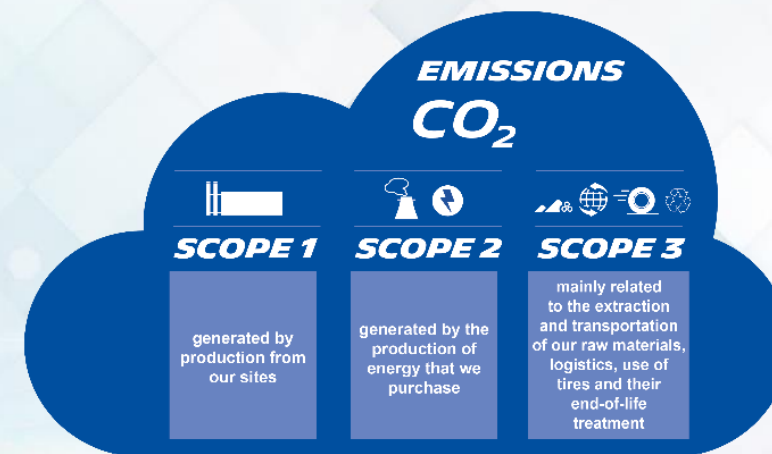 EMISSIONS
CO₂
SCOPE 1
SCOPE 2
SCOPE 3
generated by
production from
our sites
generated by the
production of
energy that we
purchase
mainly related
to the extraction
and transportation
of our raw materials,
logistics, use of
tires and their
end-of-life
treatment